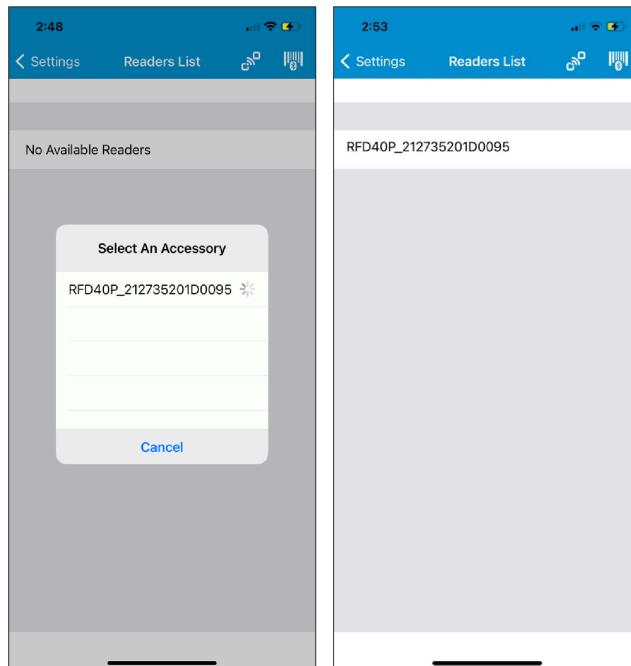 2:48
Settings
Readers List
No Available Readers
Select An Accessory
RFD40P_212735201D0095
Cancel
2:53
Settings
Readers List
RFD40P_212735201D0095